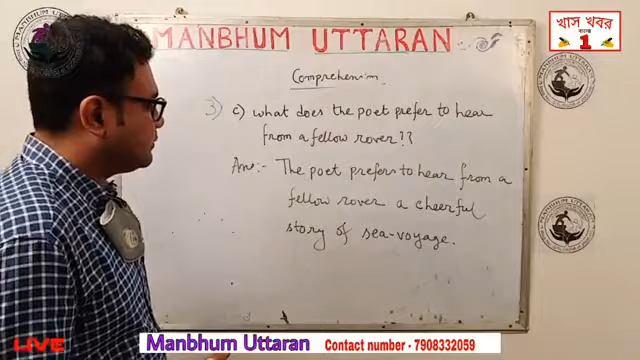 MANBHUM UTTARAN
খাস খবর
বাংলা
1
Comprehension
3) c) what does the poet prefer to hear
from a fellow rover??
Ans:- The poet prefers to hear from a
fellow rover a cheerful
story of sea-voyage.
LIVE
Manbhum Uttaran Contact number - 7908332059